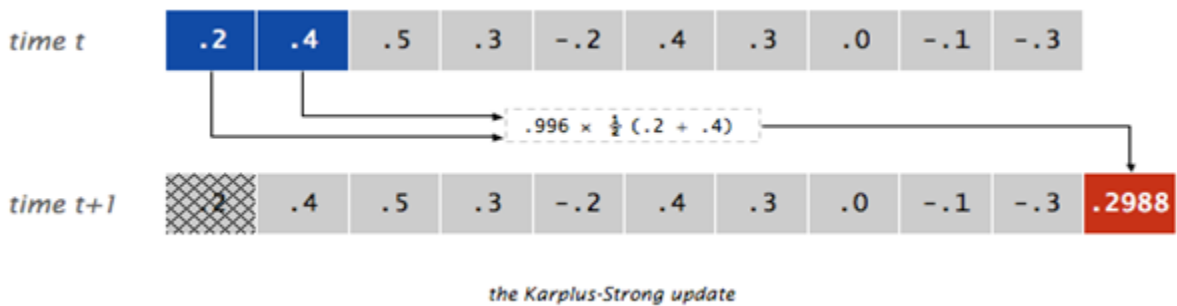 time t .2 .4 .5 .3 -.2 .4 .3 .0 -.1 -.3
.996 × ½ (.2 + .4)
time t+1 .2 .4 .5 .3 -.2 .4 .3 .0 -.1 -.3 .2988
the Karplus-Strong update